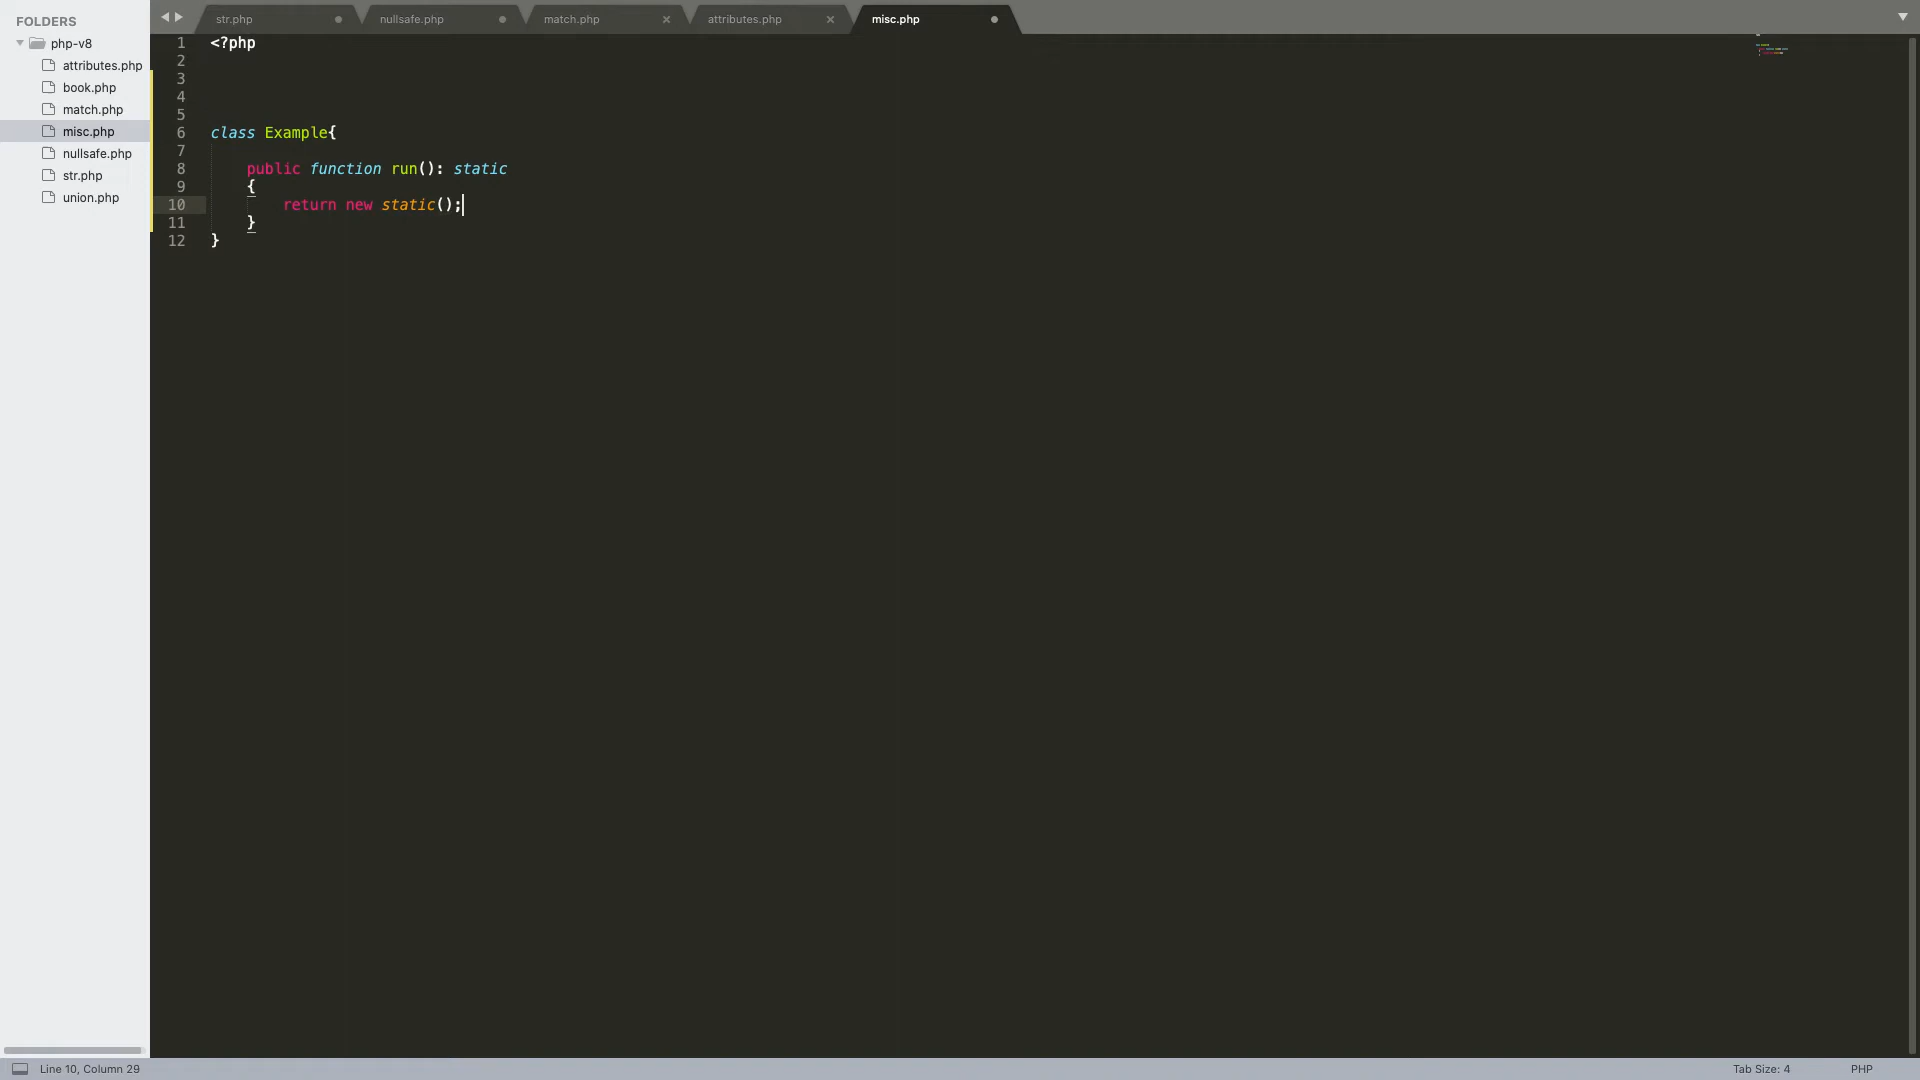 FOLDERS
php-v8
attributes.php
book.php
match.php
misc.php
nullsafe.php
str.php
union.php
str.php nullsafe.php match.php attributes.php misc.php
1 <?php
2
3
4
5
6 class Example{
7
8 public function run(): static
9 {
10 return new static();
11 }
12 }
Line 10, Column 29 Tab Size: 4 PHP